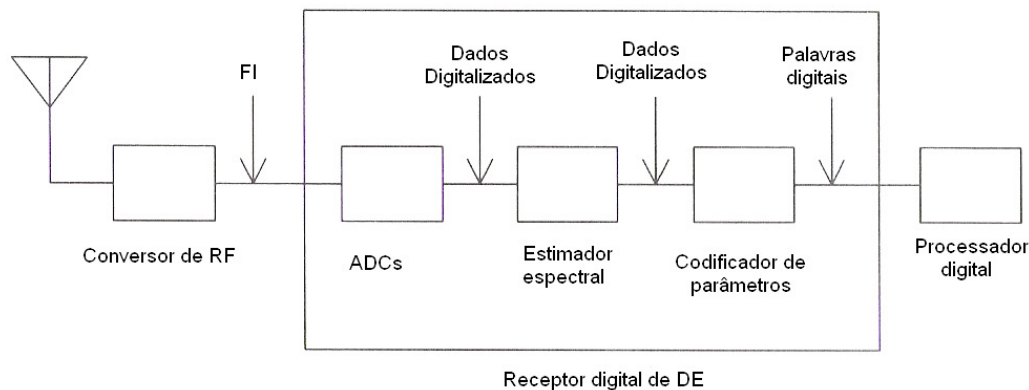 FI
Dados
Digitalizados
Dados
Digitalizados
Palavras
digitais
Conversor de RF
ADCs
Estimador
espectral
Codificador de
parâmetros
Processador
digital
Receptor digital de DE